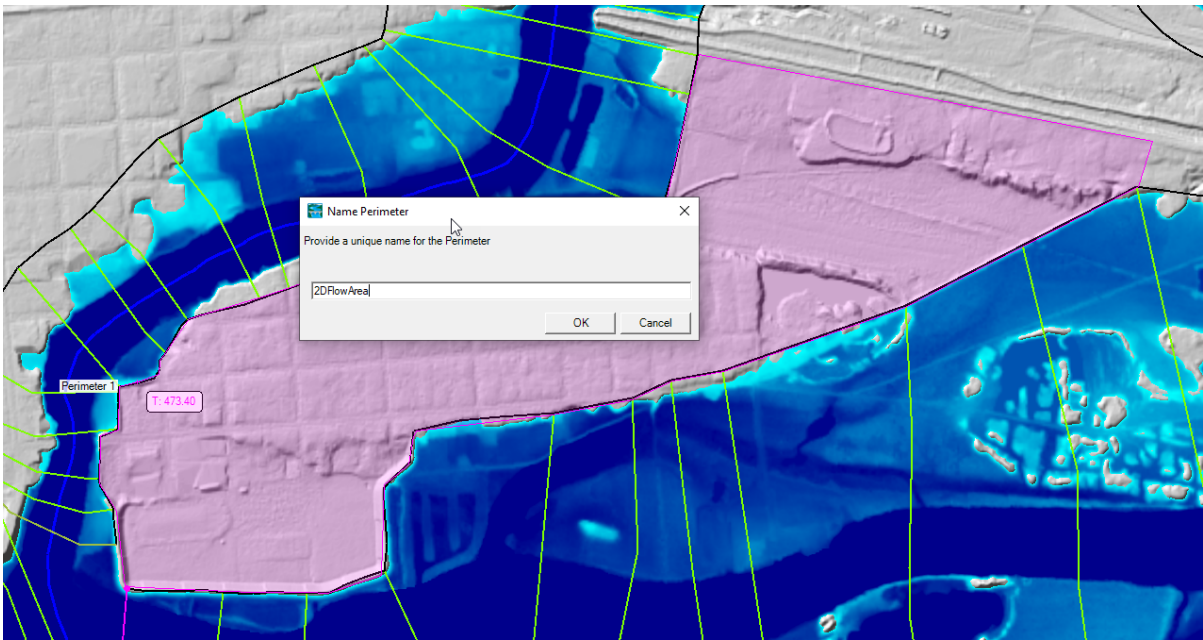 Name Perimeter
Provide a unique name for the Perimeter
2DFlowArea
OK Cancel
Perimeter 1
T: 473.40